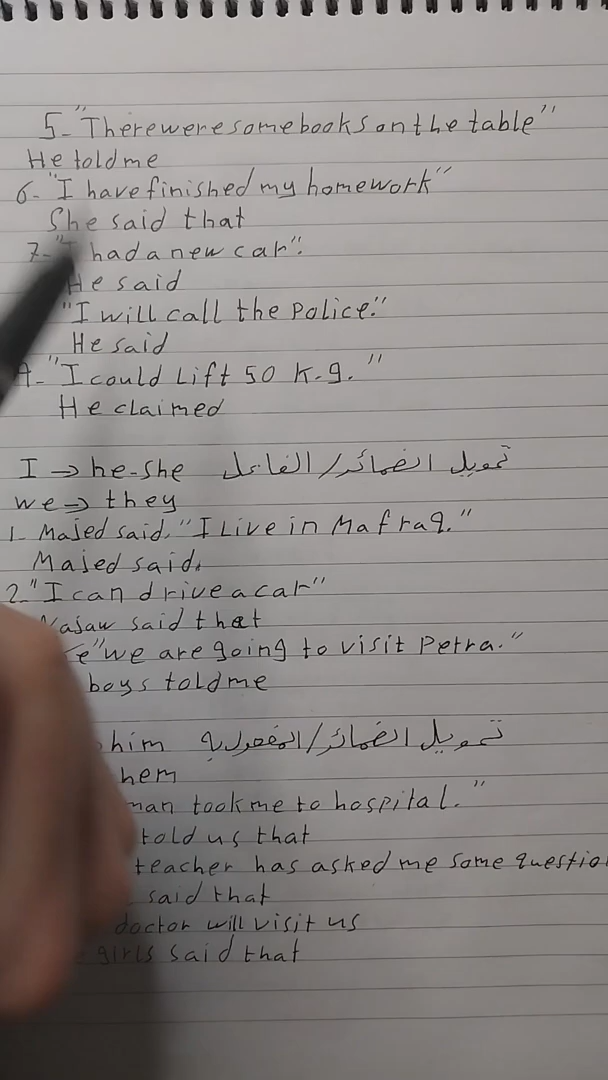 5- "There were some books on the table"
He told me
6- "I have finished my homework"
She said that
7- "I had a new car".
He said
"I will call the police."
He said
9- "I could Lift 50 K.g."
He claimed
I → he-she تحويل الضمائر/الفاعل
we → they
1- Majed said, "I Live in Mafraq."
Majed said,
2- "I can drive a car"
said that
"we are going to visit Petra."
boys told me
him تحويل الضمائر/المفعول به
hem
man took me to hospital."
told us that
teacher has asked me some questio
said that
doctor will visit us
girls said that